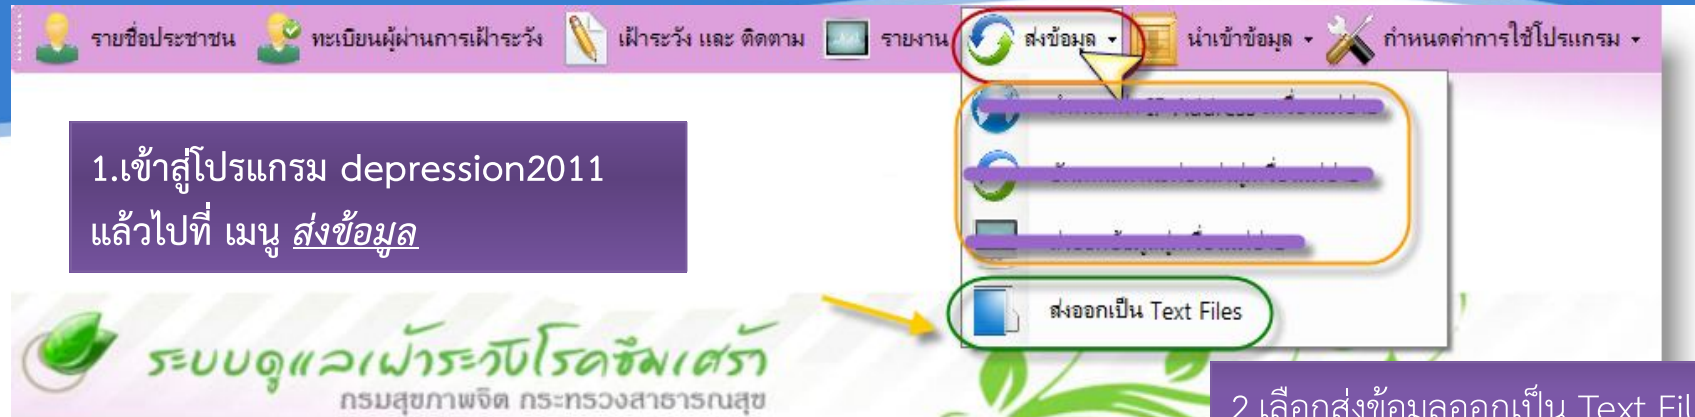 รายชื่อประชาชน ทะเบียนผู้ผ่านการเฝ้าระวัง เฝ้าระวัง และ ติดตาม รายงาน ส่งข้อมูล นำเข้าข้อมูล กำหนดค่าการใช้โปรแกรม
IP Address
1.เข้าสู่โปรแกรม depression2011
แล้วไปที่ เมนู ส่งข้อมูล
ส่งออกเป็น Text Files
ระบบดูแลเฝ้าระวังโรคซึมเศร้า
กรมสุขภาพจิต กระทรวงสาธารณสุข
2.เลือกส่งข้อมูลออกเป็น Text Fil